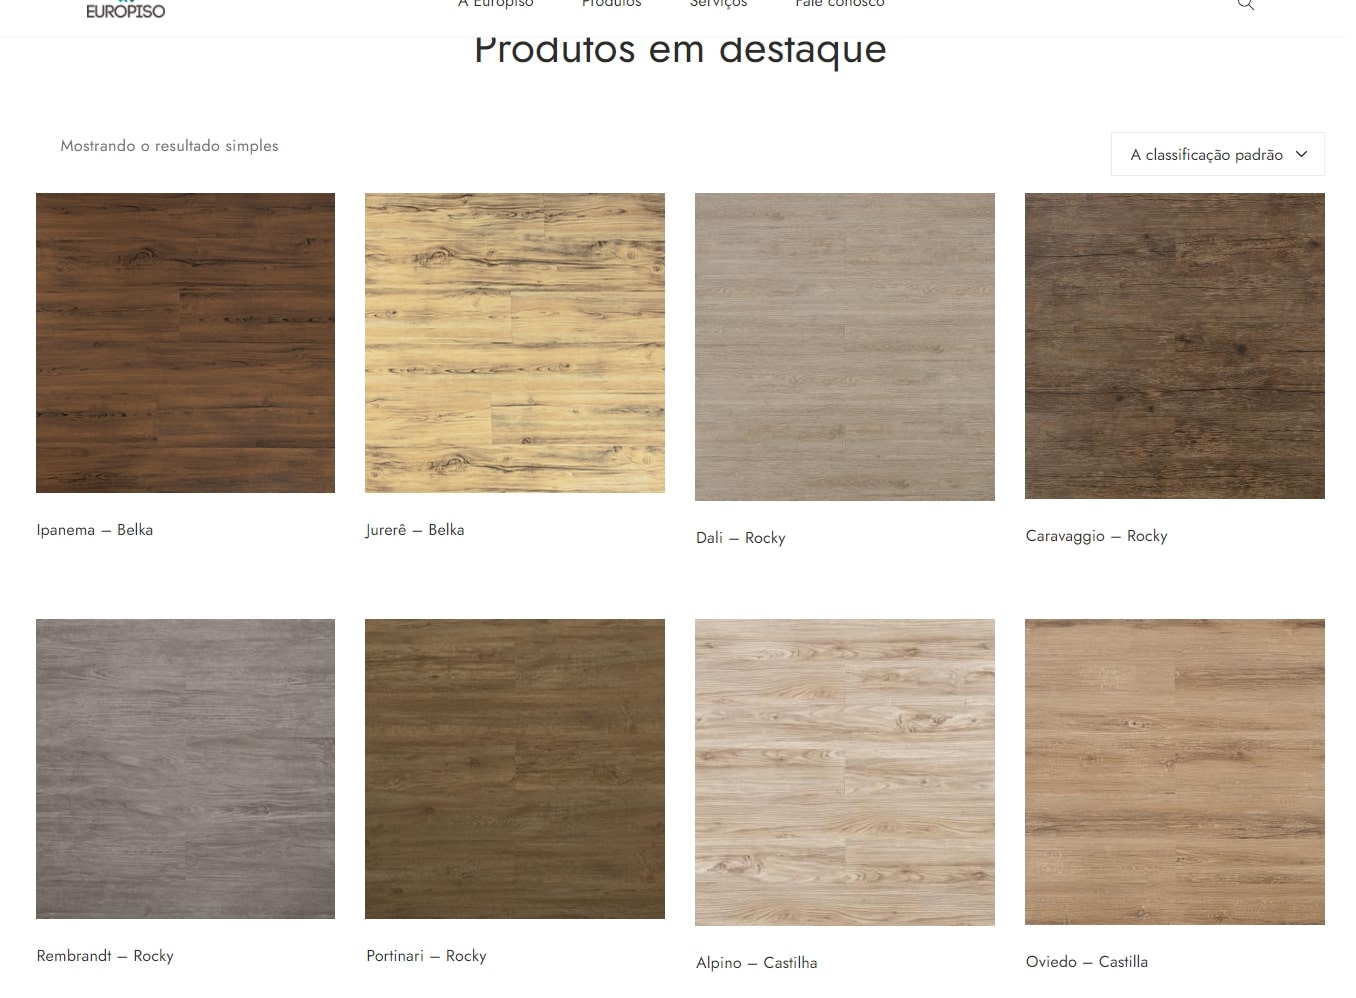 EUROPISO
A Europiso
Produtos
Serviços
Fale conosco
Produtos em destaque
Mostrando o resultado simples
A classificação padrão
Ipanema – Belka
Jurerê – Belka
Dali – Rocky
Caravaggio – Rocky
Rembrandt – Rocky
Portinari – Rocky
Alpino – Castilha
Oviedo – Castilla